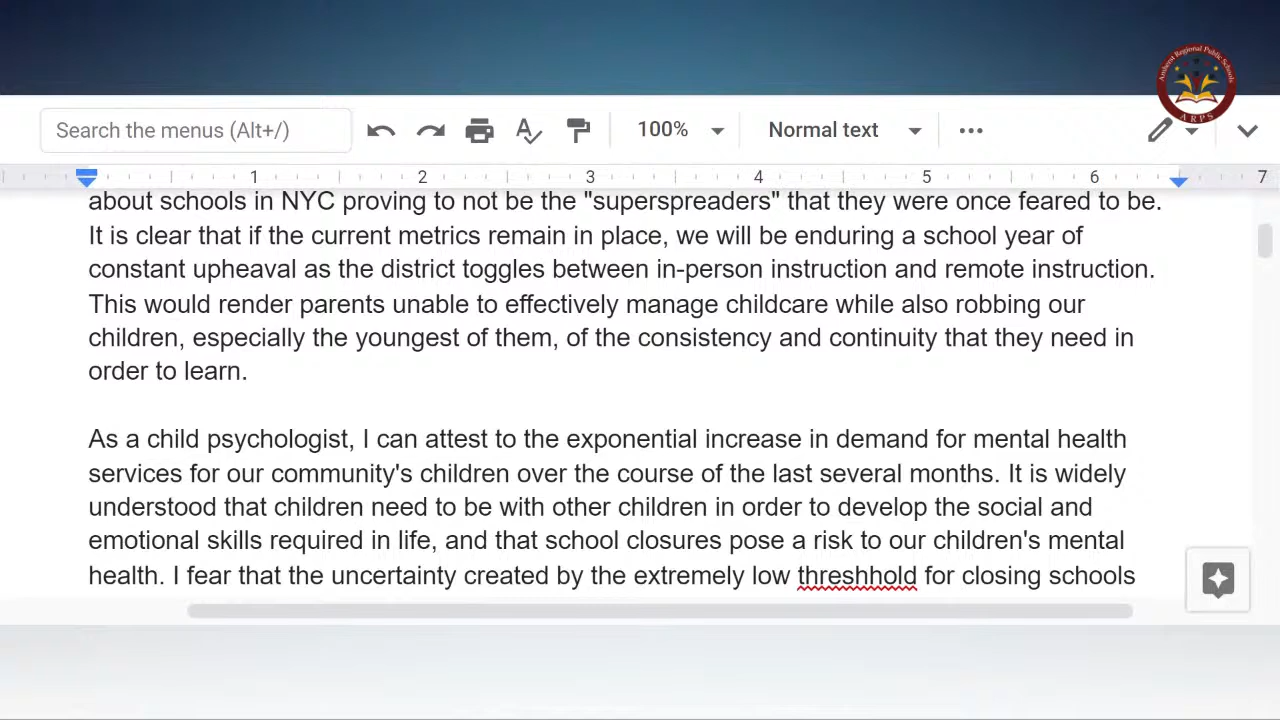 Amherst Regional Public Schools
ARPS
Search the menus (Alt+/)
100%
Normal text
1 2 3 4 5 6 7
about schools in NYC proving to not be the "superspreaders" that they were once feared to be.
It is clear that if the current metrics remain in place, we will be enduring a school year of
constant upheaval as the district toggles between in-person instruction and remote instruction.
This would render parents unable to effectively manage childcare while also robbing our
children, especially the youngest of them, of the consistency and continuity that they need in
order to learn.
As a child psychologist, I can attest to the exponential increase in demand for mental health
services for our community's children over the course of the last several months. It is widely
understood that children need to be with other children in order to develop the social and
emotional skills required in life, and that school closures pose a risk to our children's mental
health. I fear that the uncertainty created by the extremely low threshhold for closing schools